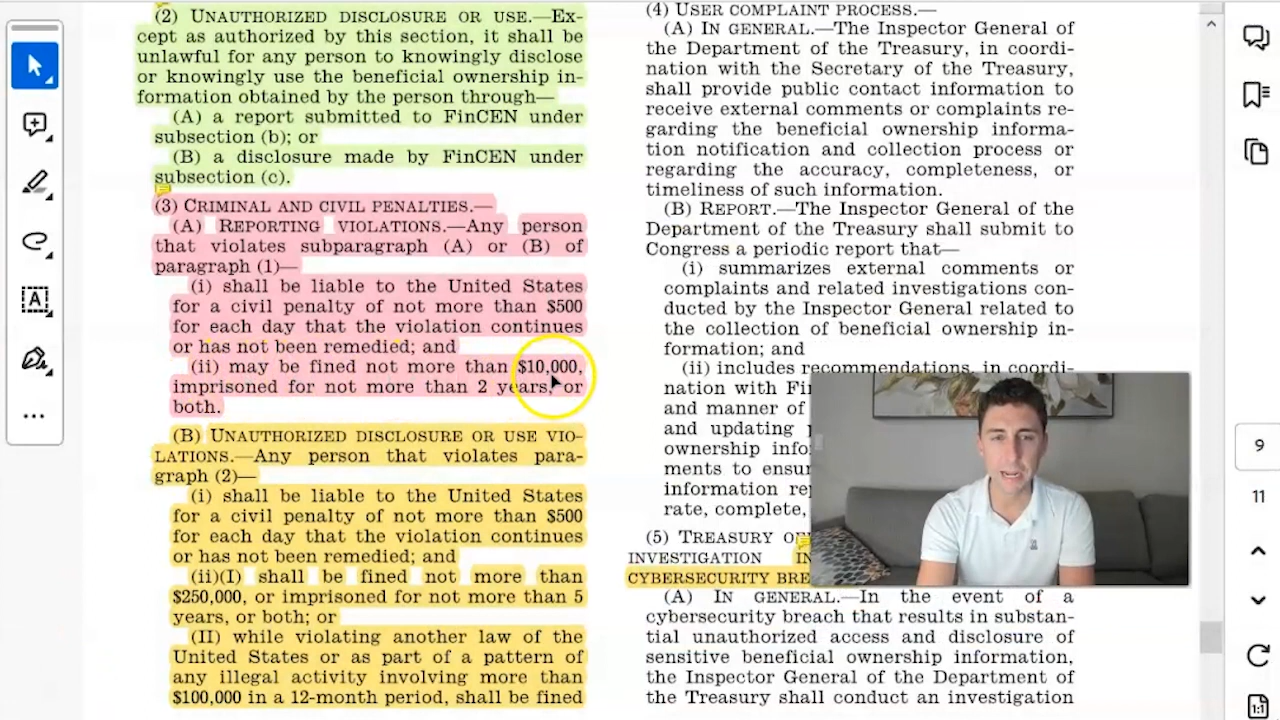 (2) UNAUTHORIZED DISCLOSURE OR USE.—Ex-
cept as authorized by this section, it shall be
unlawful for any person to knowingly disclose
or knowingly use the beneficial ownership in-
formation obtained by the person through—
(A) a report submitted to FinCEN under
subsection (b); or
(B) a disclosure made by FinCEN under
subsection (c).
(3) CRIMINAL AND CIVIL PENALTIES.—
(A) REPORTING VIOLATIONS.—Any person
that violates subparagraph (A) or (B) of
paragraph (1)—
(i) shall be liable to the United States
for a civil penalty of not more than $500
for each day that the violation continues
or has not been remedied; and
(ii) may be fined not more than $10,000,
imprisoned for not more than 2 years, or
both.
(B) UNAUTHORIZED DISCLOSURE OR USE VIO-
LATIONS.—Any person that violates para-
graph (2)—
(i) shall be liable to the United States
for a civil penalty of not more than $500
for each day that the violation continues
or has not been remedied; and
(ii)(I) shall be fined not more than
$250,000, or imprisoned for not more than 5
years, or both; or
(II) while violating another law of the
United States or as part of a pattern of
any illegal activity involving more than
$100,000 in a 12-month period, shall be fined
(4) USER COMPLAINT PROCESS.—
(A) IN GENERAL.—The Inspector General of
the Department of the Treasury, in coordi-
nation with the Secretary of the Treasury,
shall provide public contact information to
receive external comments or complaints re-
garding the beneficial ownership informa-
tion notification and collection process or
regarding the accuracy, completeness, or
timeliness of such information.
(B) REPORT.—The Inspector General of the
Department of the Treasury shall submit to
Congress a periodic report that—
(i) summarizes external comments or
complaints and related investigations con-
ducted by the Inspector General related to
the collection of beneficial ownership in-
formation; and
(ii) includes recommendations, in coordi-
nation with Fin
and manner of
and updating
ownership info
ments to ensu
information re
rate, complete,
(5) TREASURY O
INVESTIGATION IN
CYBERSECURITY BRE
(A) IN GENERAL.—In the event of a
cybersecurity breach that results in substan-
tial unauthorized access and disclosure of
sensitive beneficial ownership information,
the Inspector General of the Department of
the Treasury shall conduct an investigation
9
11
1:1